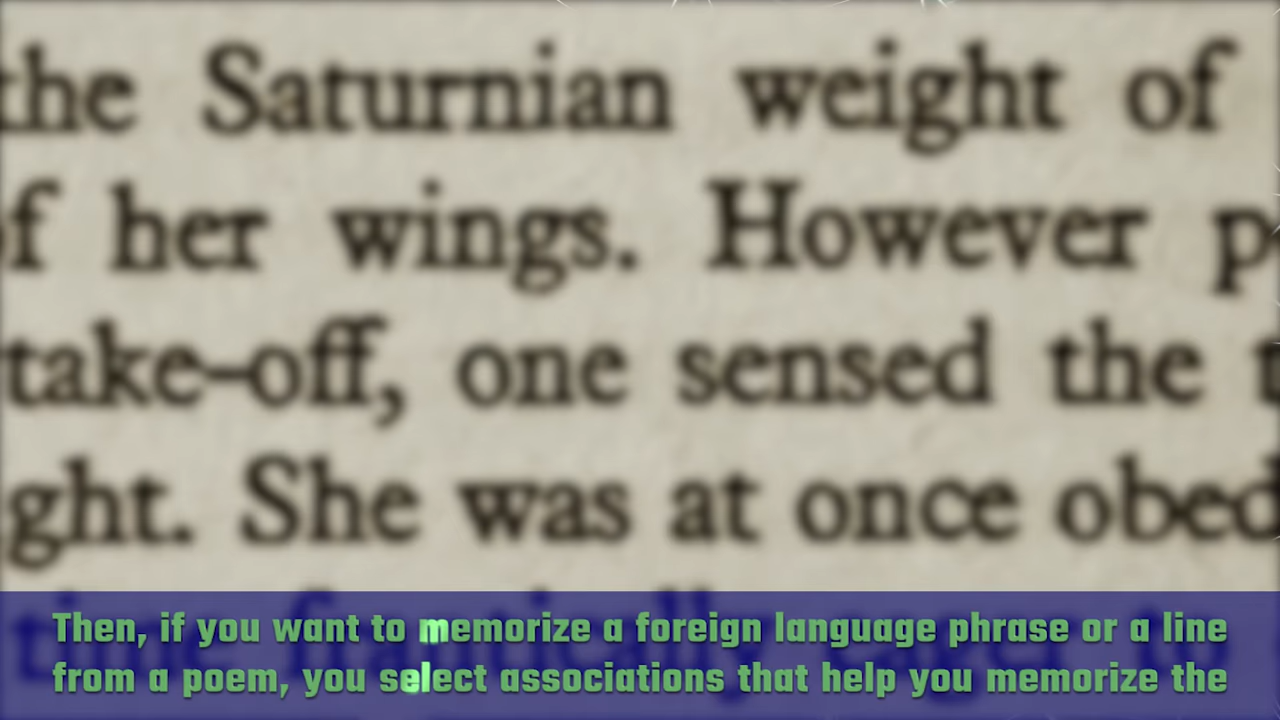 the Saturnian weight of
of her wings. However p
take-off, one sensed the t
ght. She was at once obed
Then, if you want to memorize a foreign language phrase or a line
from a poem, you select associations that help you memorize the